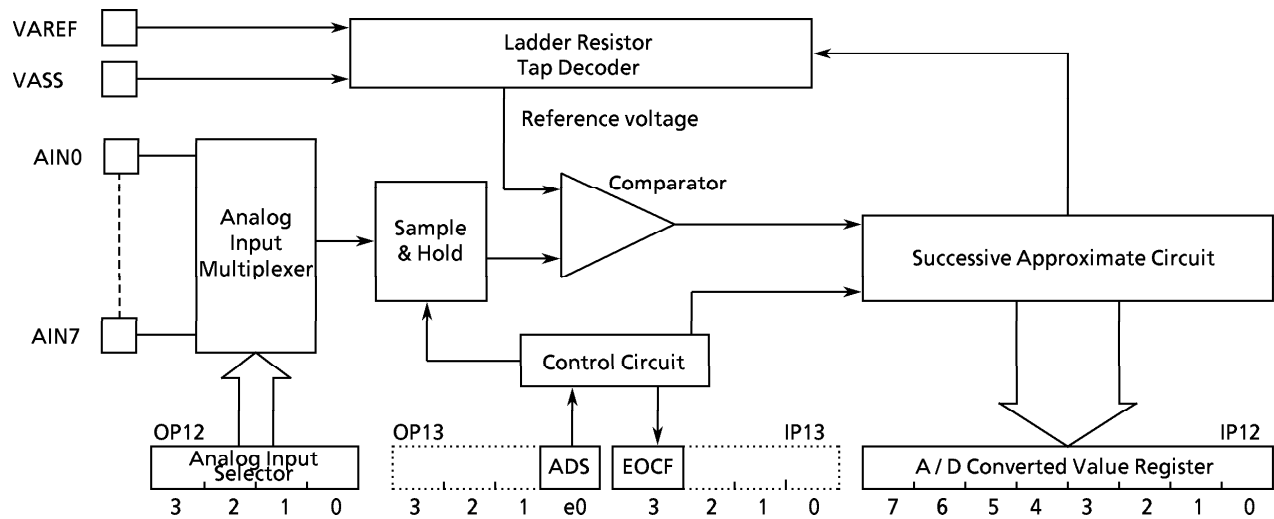 VAREF
Ladder Resistor
Tap Decoder
VASS
Reference voltage
AIN0
Comparator
Analog
Input
Multiplexer
Sample
& Hold
Successive Approximate Circuit
AIN7
Control Circuit
OP12
OP13
IP13
IP12
Analog Input
Selector
ADS
EOCF
A / D Converted Value Register
3 2 1 0
3 2 1 e0
3 2 1 0
7 6 5 4 3 2 1 0